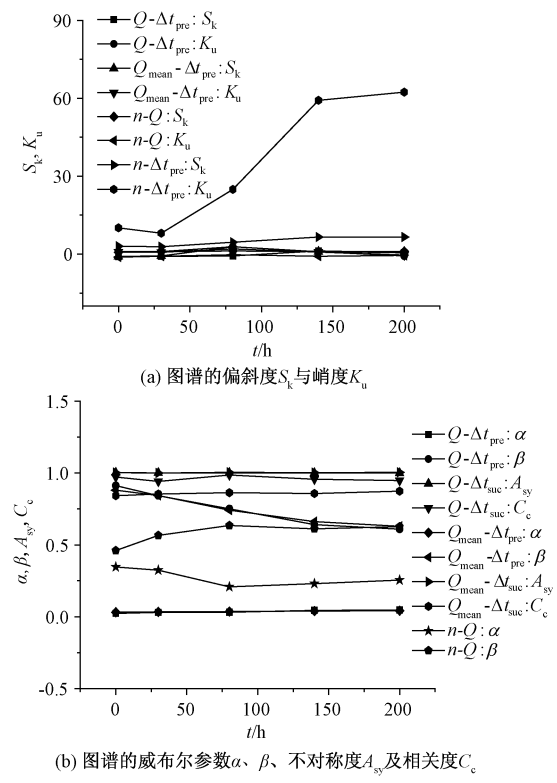 90
60
30
0
Sk, Ku
Q-Δtpre:Sk
Q-Δtpre:Ku
Qmean-Δtpre:Sk
Qmean-Δtpre:Ku
n-Q:Sk
n-Q:Ku
n-Δtpre:Sk
n-Δtpre:Ku
0 50 100 150 200
t/h
(a) 图谱的偏斜度Sk与峭度Ku
1.5
1.0
0.5
0.0
-0.5
α, β, Asy, Cc
Q-Δtpre:α
Q-Δtpre:β
Q-Δtsuc:Asy
Q-Δtsuc:Cc
Qmean-Δtpre:α
Qmean-Δtpre:β
Qmean-Δtsuc:Asy
Qmean-Δtsuc:Cc
n-Q:α
n-Q:β
0 50 100 150 200
t/h
(b) 图谱的威布尔参数α、β、不对称度Asy及相关度Cc